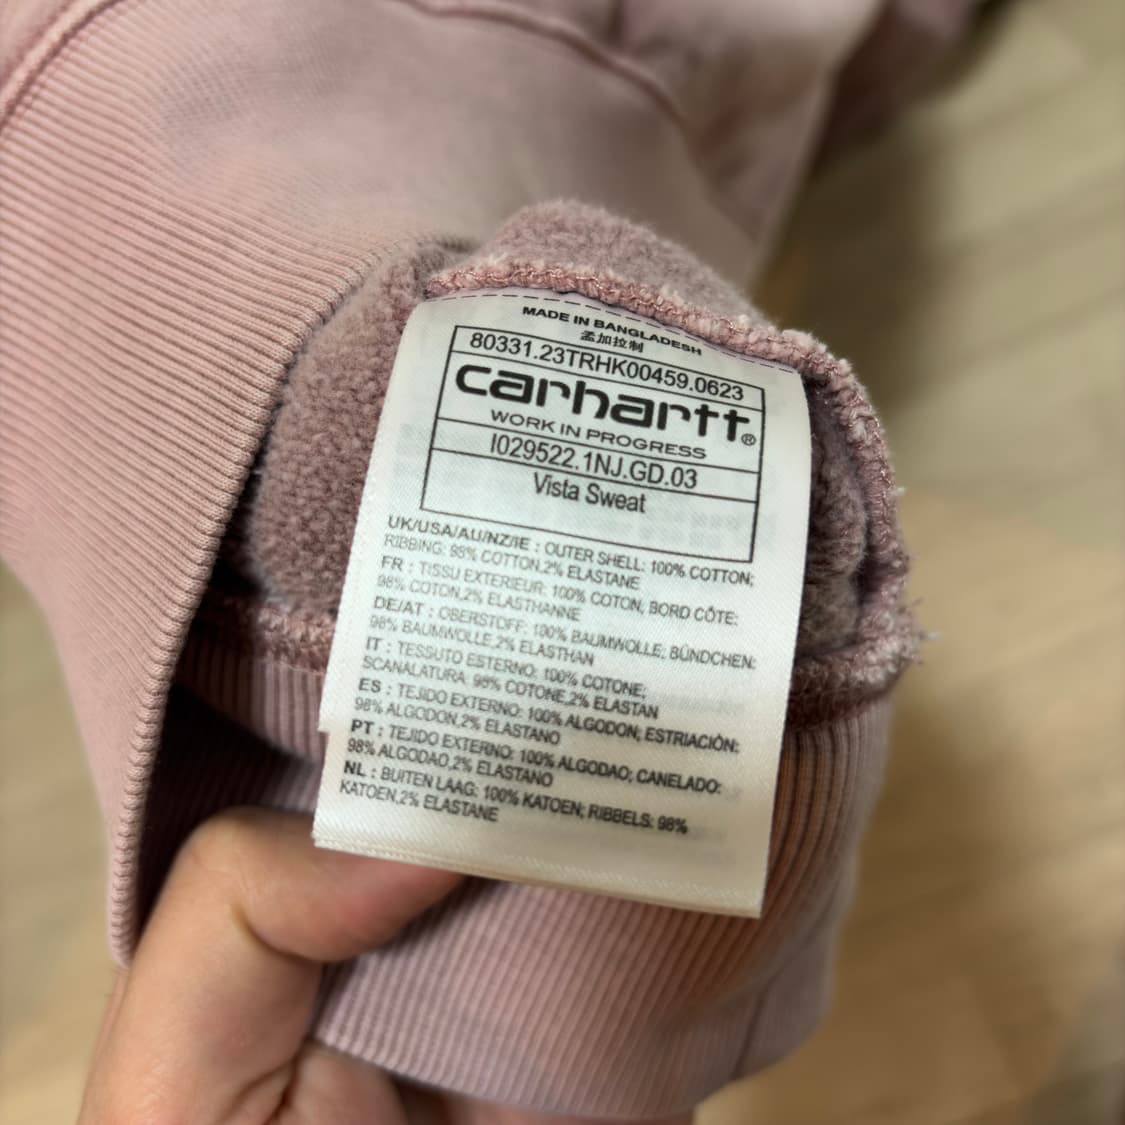 MADE IN BANGLADESH
孟加拉制
80331.23TRHK00459.0623
carhartt®
WORK IN PROGRESS
I029522.1NJ.GD.03
Vista Sweat
UK/USA/AU/NZ/IE : OUTER SHELL: 100% COTTON;
RIBBING: 98% COTTON,2% ELASTANE
FR : TISSU EXTERIEUR: 100% COTON, BORD CÔTE:
98% COTON,2% ELASTHANNE
DE/AT : OBERSTOFF: 100% BAUMWOLLE; BÜNDCHEN:
98% BAUMWOLLE,2% ELASTHAN
IT : TESSUTO ESTERNO: 100% COTONE;
SCANALATURA: 98% COTONE,2% ELASTAN
ES : TEJIDO EXTERNO: 100% ALGODON; ESTRIACIÓN:
98% ALGODON,2% ELASTANO
PT : TEJIDO EXTERNO: 100% ALGODAO; CANELADO:
98% ALGODAO,2% ELASTANO
NL : BUITEN LAAG: 100% KATOEN; RIBBELS: 98%
KATOEN,2% ELASTANE